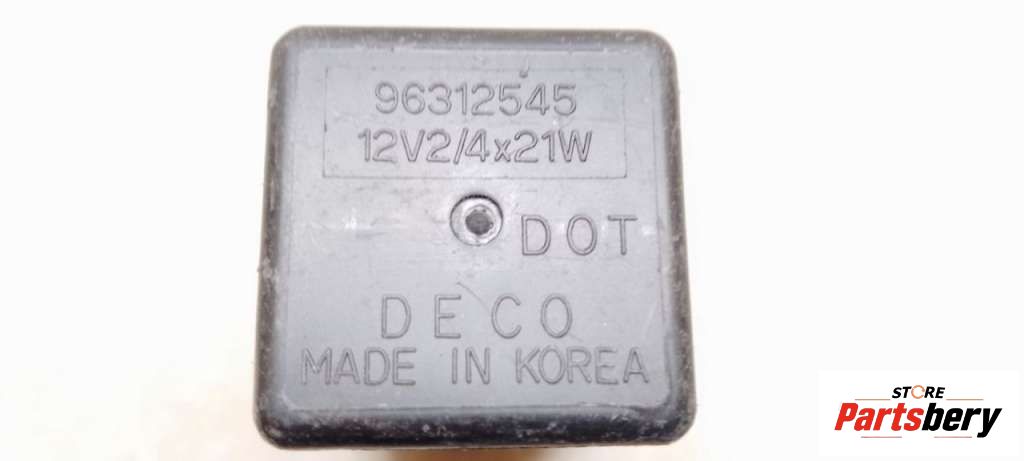 96312545
12V2/4x21W
DOT
DECO
MADE IN KOREA
STORE
Partsbery